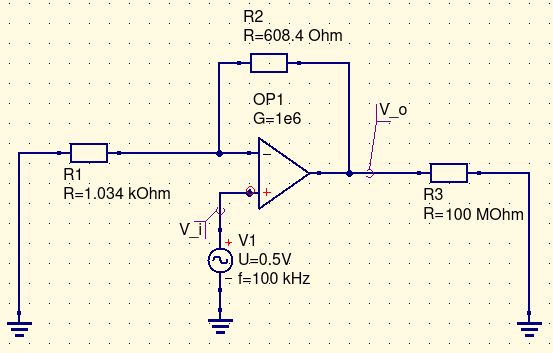 R2
R=608.4 Ohm
OP1
G=1e6
V_o
R1
R=1.034 kOhm
R3
R=100 MOhm
V_i
V1
U=0.5V
f=100 kHz